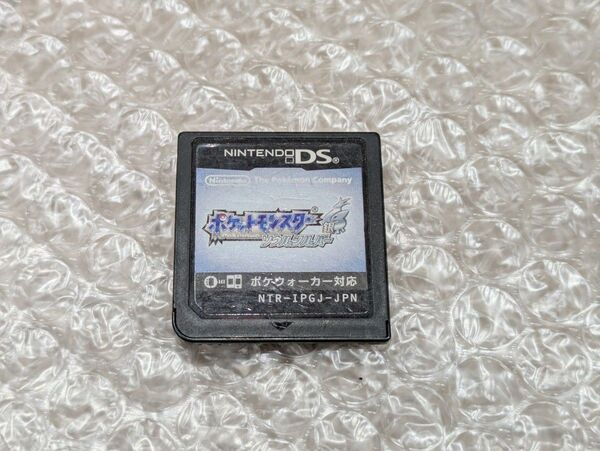 NINTENDO DS®
Nintendo The Pokémon Company
ポケットモンスター
銀
ソウルシルバー
ポケウォーカー対応
NTR-IPGJ-JPN